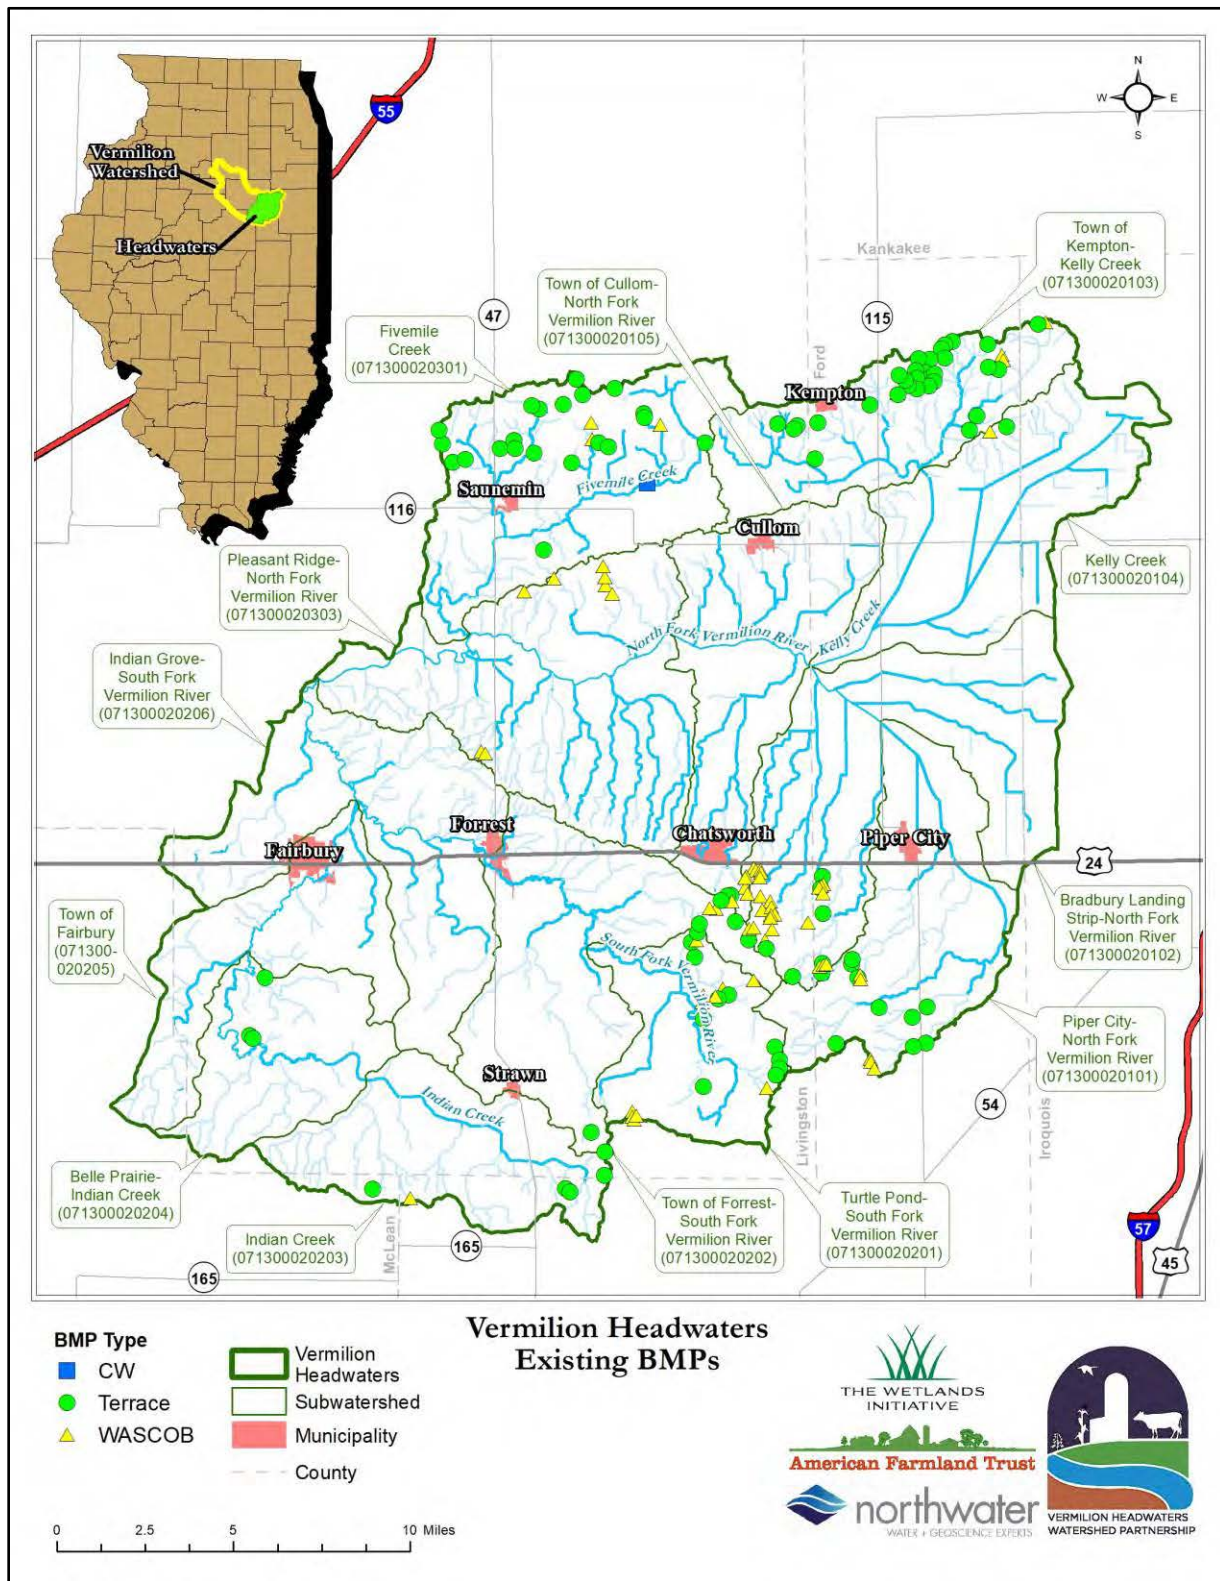 Vermilion
Watershed
Headwaters
55
N
W
E
S
Kankakee
Town of
Kempton-
Kelly Creek
(071300020103)
Town of Cullom-
North Fork
Vermilion River
(071300020105)
47
115
Fivemile
Creek
(071300020301)
Ford
Kempton
Fivemile Creek
Saunemin
116
Cullom
Pleasant Ridge-
North Fork
Vermilion River
(071300020303)
Kelly Creek
(071300020104)
North Fork Vermilion River
Kelly Creek
Indian Grove-
South Fork
Vermilion River
(071300020206)
Forrest
Chatsworth
Piper City
Fairbury
24
Town of
Fairbury
(071300-
020205)
Bradbury Landing
Strip-North Fork
Vermilion River
(071300020102)
South Fork Vermilion River
Piper City-
North Fork
Vermilion River
(071300020101)
Strawn
Indian Creek
Livingston
54
Iroquois
Belle Prairie-
Indian Creek
(071300020204)
Indian Creek
(071300020203)
McLean
165
165
Town of Forrest-
South Fork
Vermilion River
(071300020202)
Turtle Pond-
South Fork
Vermilion River
(071300020201)
57
45
Vermilion Headwaters
Existing BMPs
BMP Type
CW
Terrace
WASCOB
Vermilion
Headwaters
Subwatershed
Municipality
County
0 2.5 5 10 Miles
THE WETLANDS
INITIATIVE
American Farmland Trust
northwater
WATER + GEOSCIENCE EXPERTS
VERMILION HEADWATERS
WATERSHED PARTNERSHIP